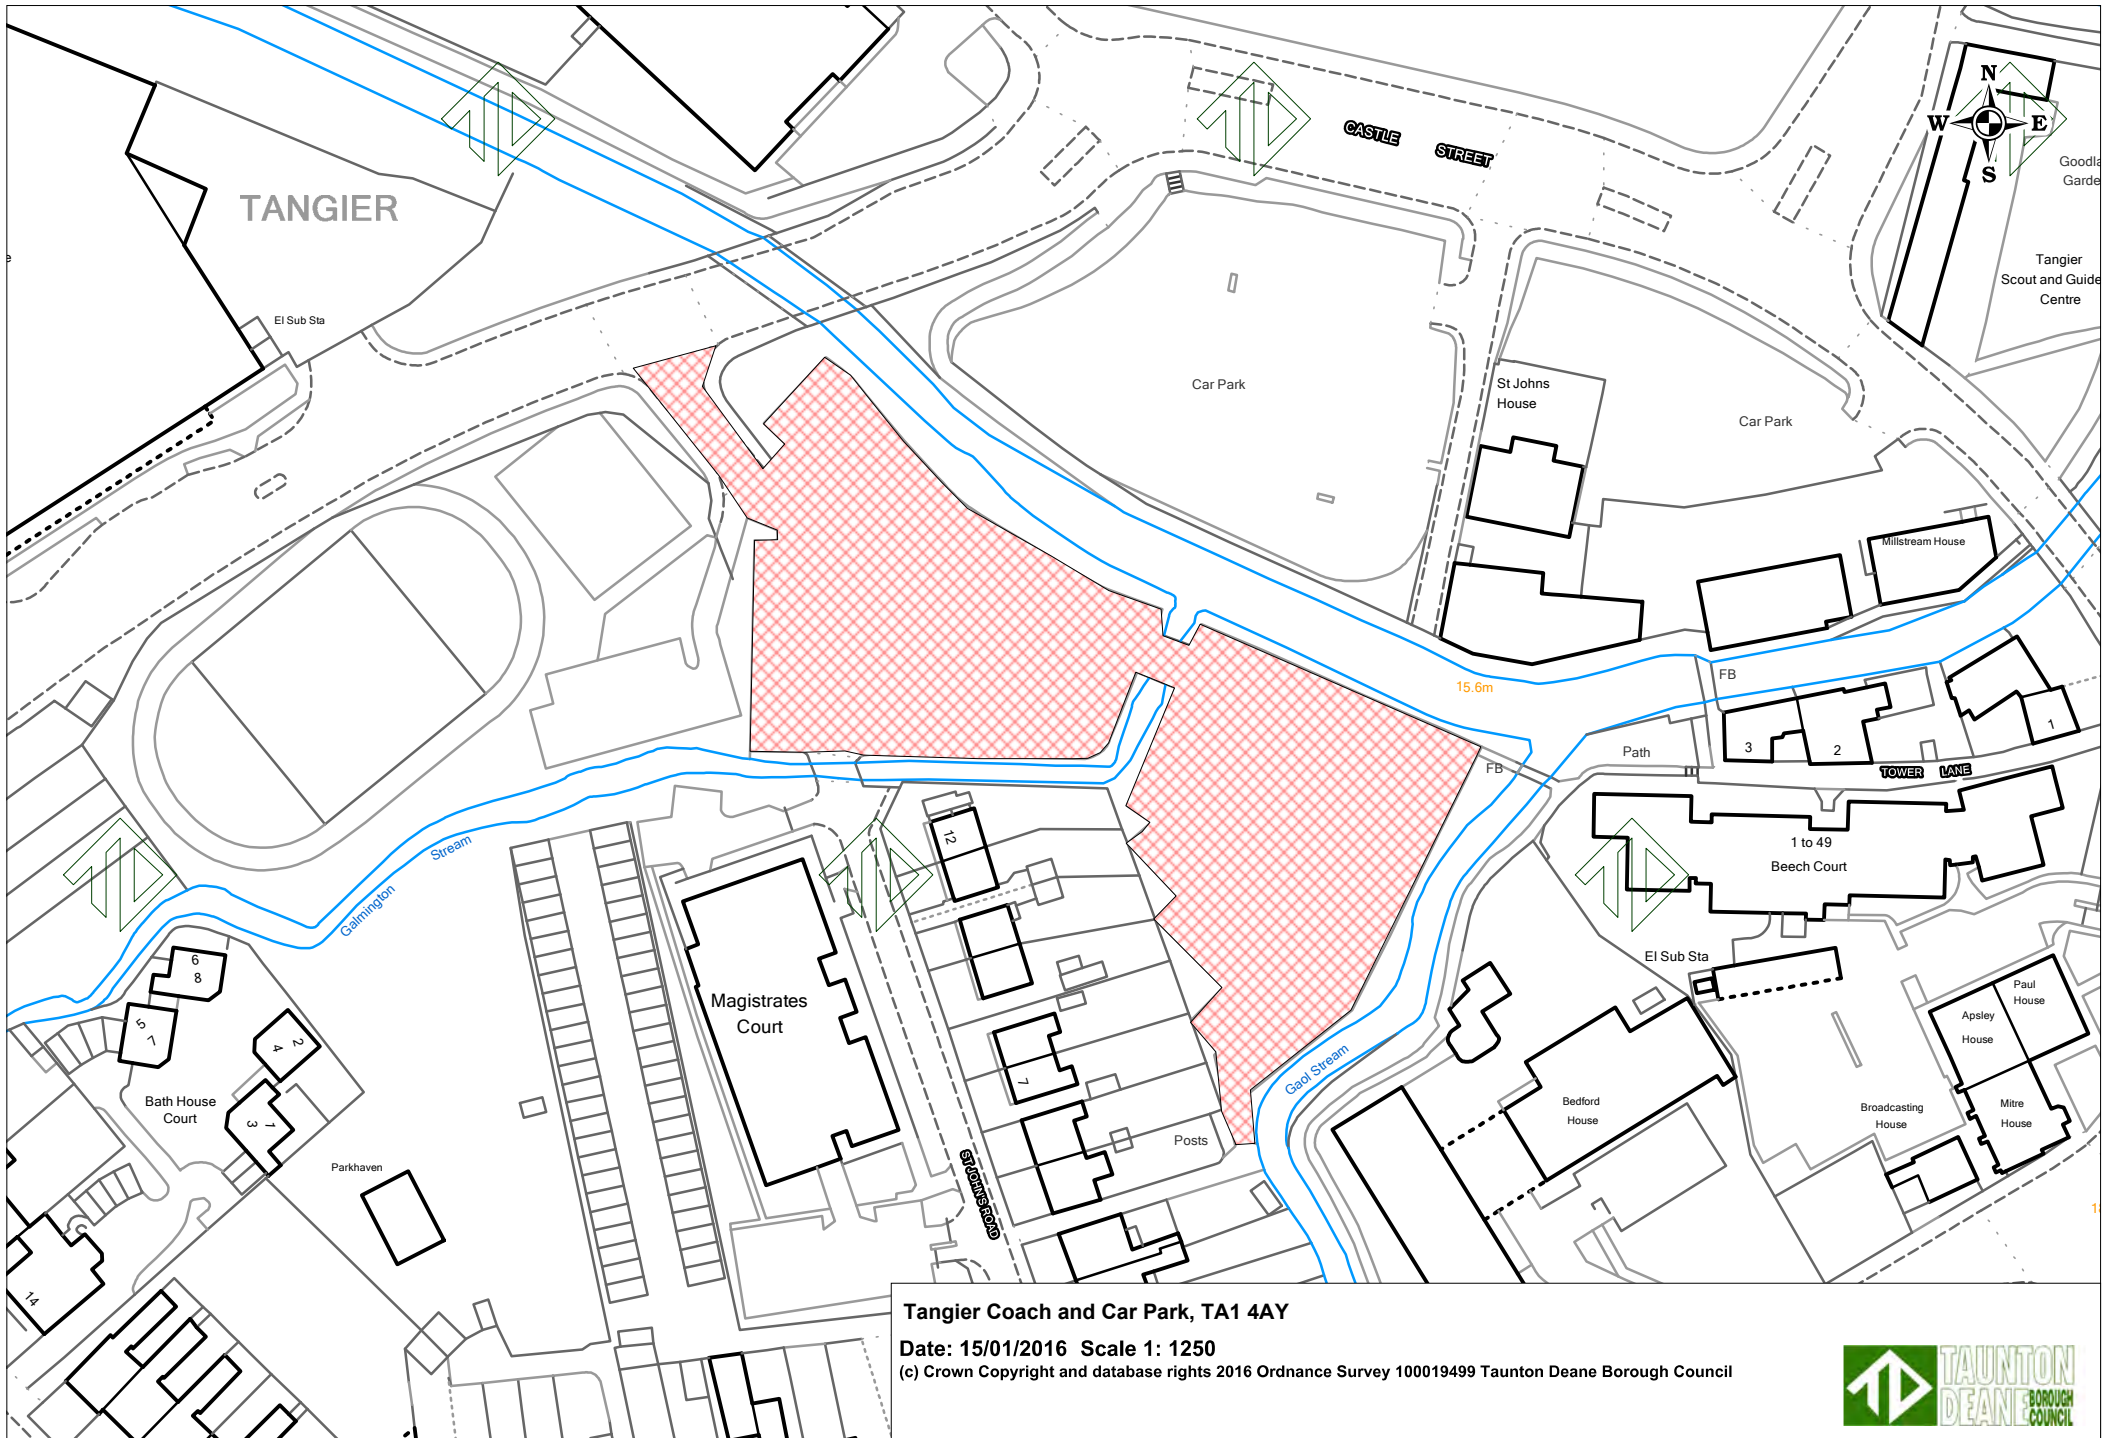 CASTLE STREET
N
W E
S
Goodla
Garde
TANGIER
Tangier
Scout and Guide
Centre
e
El Sub Sta
Car Park
St Johns
House
Car Park
Millstream House
15.6m
FB
Path
FB
3
2
1
TOWER LANE
1 to 49
Beech Court
Galmington Stream
12
6
8
5
7
2
4
1
3
Bath House
Court
Magistrates
Court
7
El Sub Sta
Paul
House
Apsley
House
Gaol Stream
Bedford
House
Broadcasting
House
Mitre
House
Posts
Parkhaven
ST JOHN'S ROAD
14
Tangier Coach and Car Park, TA1 4AY
Date: 15/01/2016 Scale 1: 1250
(c) Crown Copyright and database rights 2016 Ordnance Survey 100019499 Taunton Deane Borough Council
TAUNTON
DEANE BOROUGH
COUNCIL